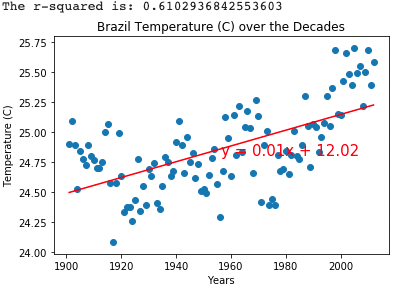 The r-squared is: 0.6102936842553603
Brazil Temperature (C) over the Decades
Temperature (C)
25.75
25.50
25.25
25.00
24.75
24.50
24.25
24.00
y = 0.01x + 12.02
1900 1920 1940 1960 1980 2000
Years